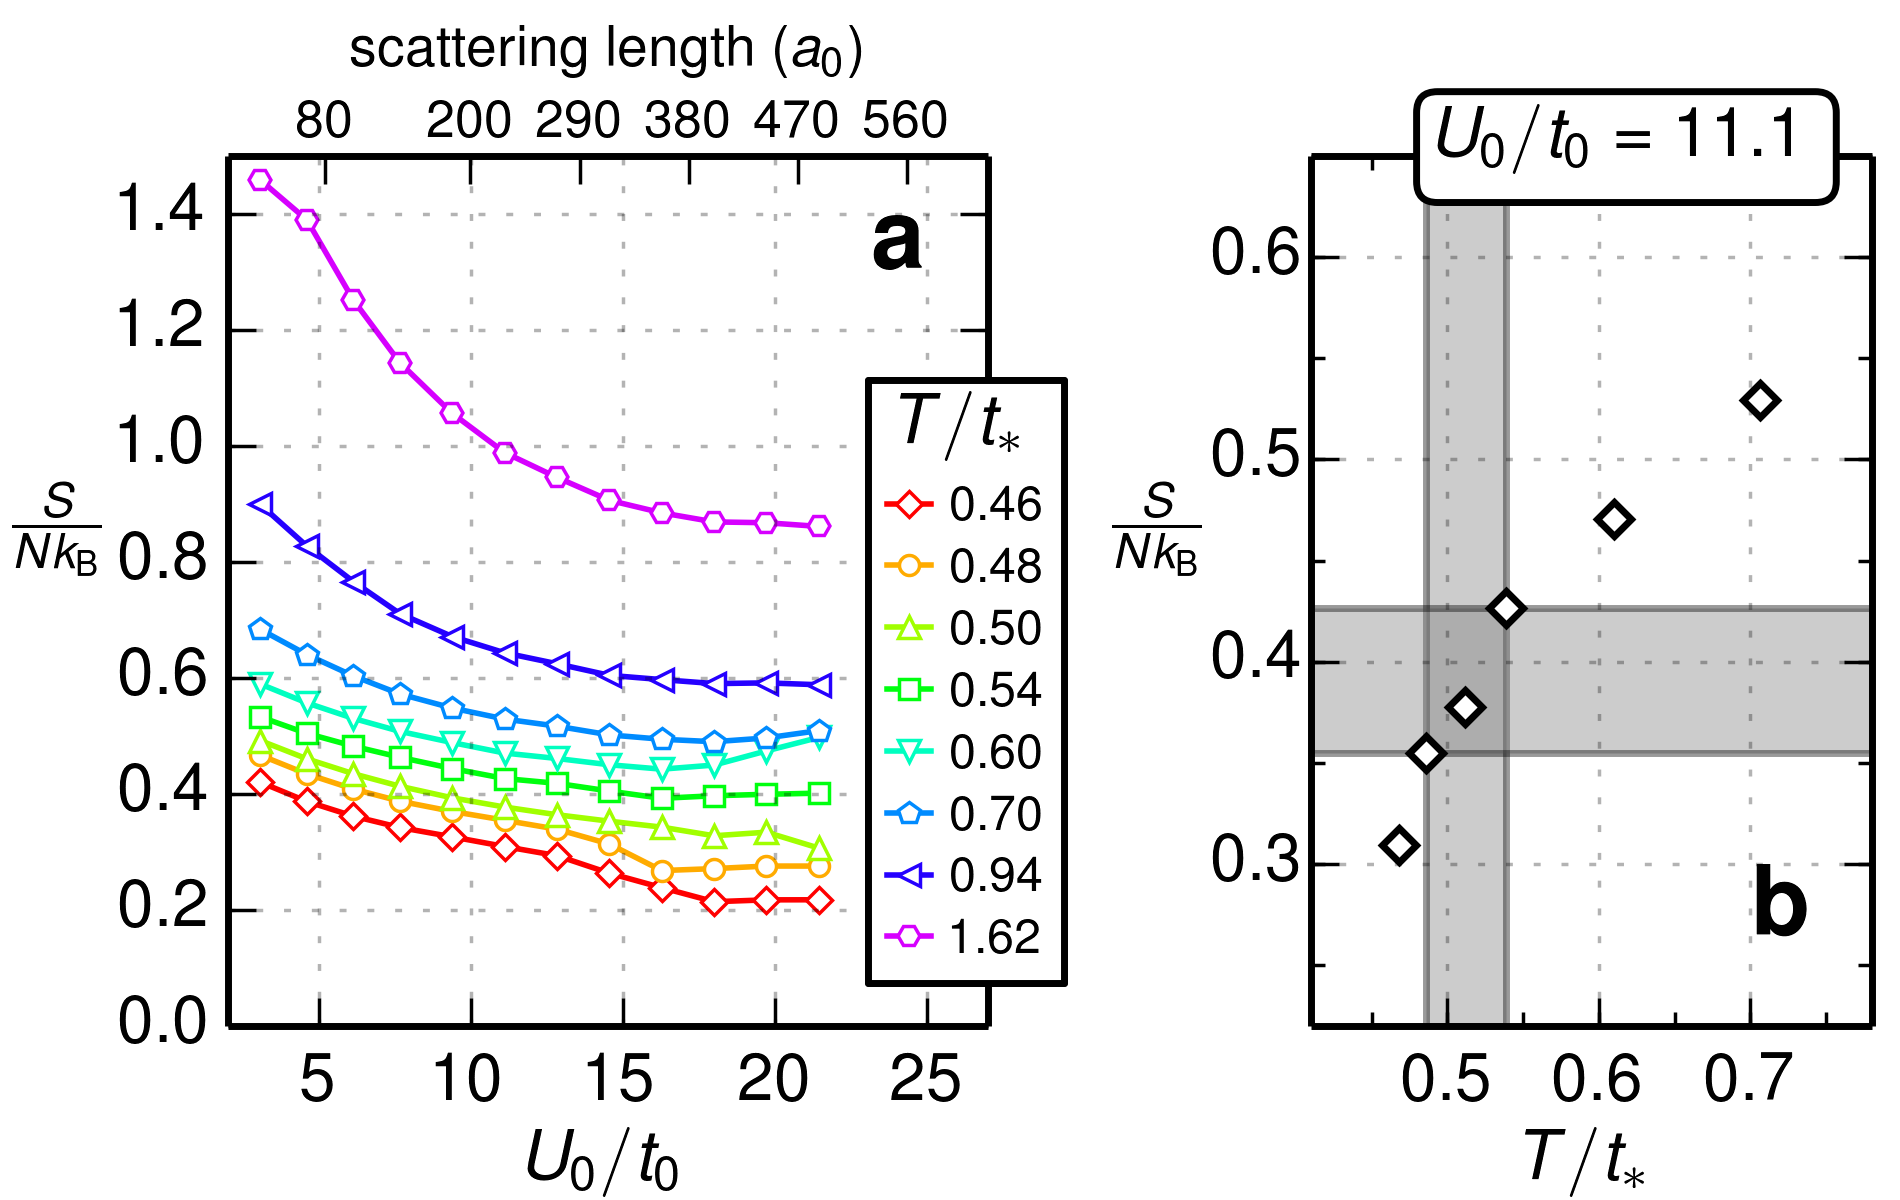 scattering length (a₀)
80 200 290 380 470 560
1.4
1.2
1.0
0.8
0.6
0.4
0.2
0.0
S
NkB
a
5 10 15 20 25
U₀/t₀
T/t*
0.46
0.48
0.50
0.54
0.60
0.70
0.94
1.62
U₀/t₀ = 11.1
0.6
0.5
0.4
0.3
S
NkB
b
0.5 0.6 0.7
T/t*